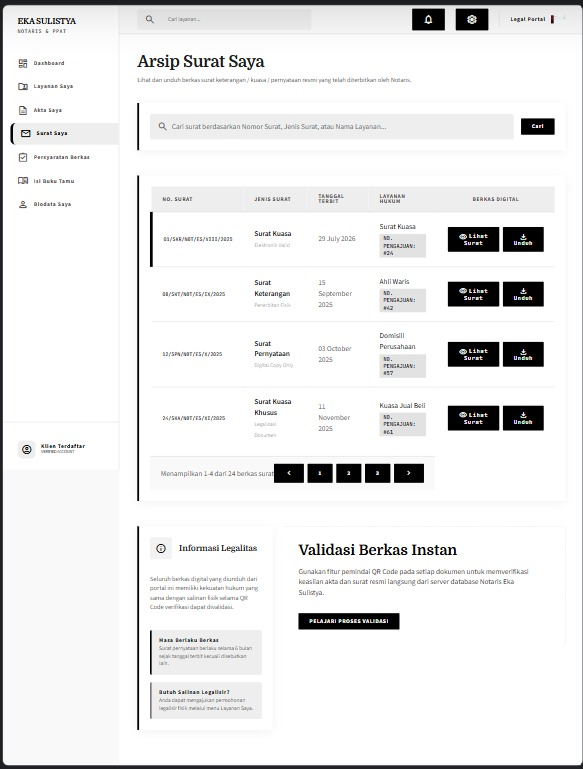 EKA SULISTYA
NOTARIS & PPAT
Cari layanan...
Legal Portal
Dashboard
Layanan Saya
Akta Saya
Surat Saya
Persyaratan Berkas
Isi Buku Tamu
Biodata Saya
Klien Terdaftar
VERIFIED ACCOUNT
Arsip Surat Saya
Lihat dan unduh berkas surat keterangan / kuasa / pernyataan resmi yang telah diterbitkan oleh Notaris.
Cari surat berdasarkan Nomor Surat, Jenis Surat, atau Nama Layanan...
Cari
NO. SURAT
JENIS SURAT
TANGGAL
TERBIT
LAYANAN
HUKUM
BERKAS DIGITAL
01/SKR/NOT/ES/VIII/2025
Surat Kuasa
Elektronik Valid
29 July 2026
Surat Kuasa
NO.
PENGAJUAN:
#24
Lihat
Surat
Unduh
08/SKT/NOT/ES/IX/2025
Surat
Keterangan
Penerbitan Fisik
15
September
2025
Ahli Waris
NO.
PENGAJUAN:
#42
Lihat
Surat
Unduh
12/SPN/NOT/ES/X/2025
Surat
Pernyataan
Digital Copy Only
03 October
2025
Domisili
Perusahaan
NO.
PENGAJUAN:
#57
Lihat
Surat
Unduh
24/SKK/NOT/ES/XI/2025
Surat Kuasa
Khusus
Legalisasi
Dokumen
11
November
2025
Kuasa Jual Beli
NO.
PENGAJUAN:
#61
Lihat
Surat
Unduh
Menampilkan 1-4 dari 24 berkas surat
1
2
3
Informasi Legalitas
Seluruh berkas digital yang diunduh dari
portal ini memiliki kekuatan hukum yang
sama dengan salinan fisik selama QR
Code verifikasi dapat divalidasi.
Masa Berlaku Berkas
Surat pernyataan berlaku selama 6 bulan
sejak tanggal terbit kecuali disebutkan
lain.
Butuh Salinan Legalisir?
Anda dapat mengajukan permohonan
legalisir fisik melalui menu Layanan Saya.
Validasi Berkas Instan
Gunakan fitur pemindai QR Code pada setiap dokumen untuk memverifikasi
keaslian akta dan surat resmi langsung dari server database Notaris Eka
Sulistya.
PELAJARI PROSES VALIDASI